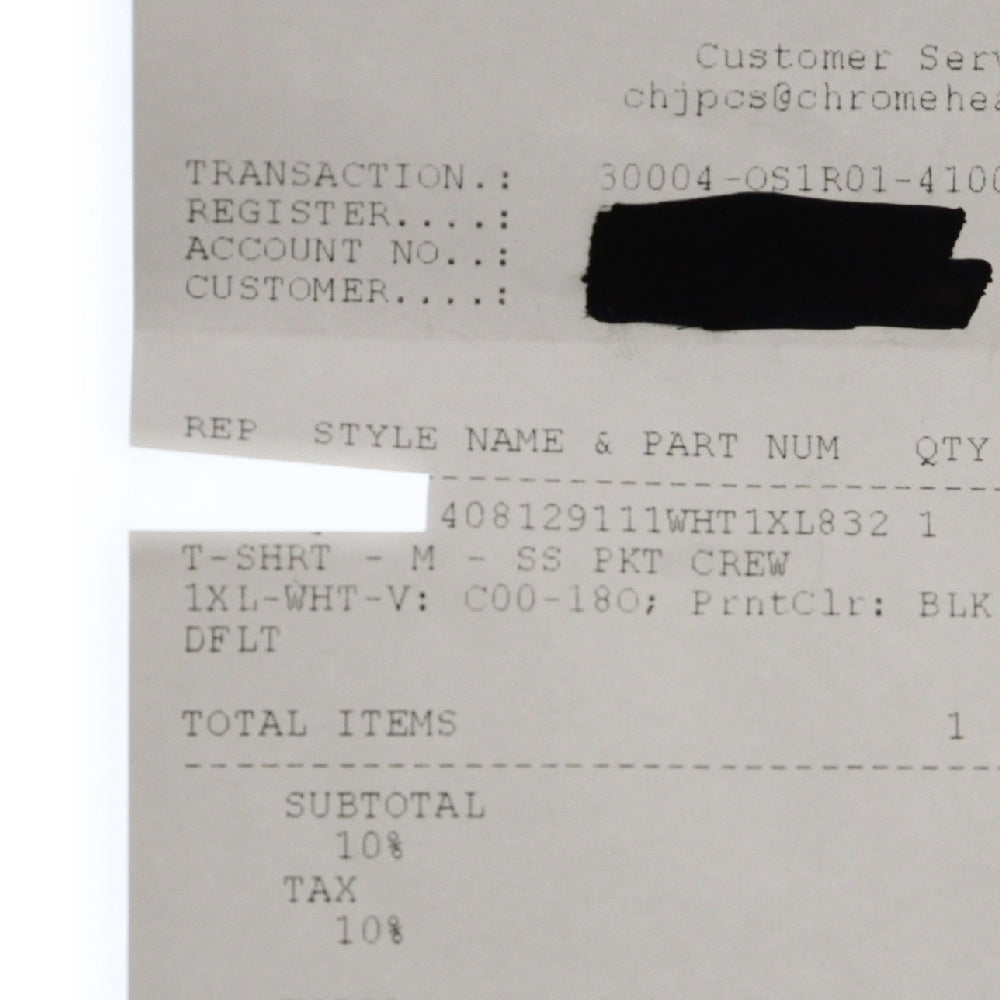 Customer Serv
chjpcs@chromehea
TRANSACTION.: 30004-OS1R01-4100
REGISTER....:
ACCOUNT NO..:
CUSTOMER....:
REP STYLE NAME & PART NUM QTY
408129111WHT1XL832 1
T-SHRT - M - SS PKT CREW
1XL-WHT-V: C00-180; PrntClr: BLK
DFLT
TOTAL ITEMS 1
SUBTOTAL
10%
TAX
10%